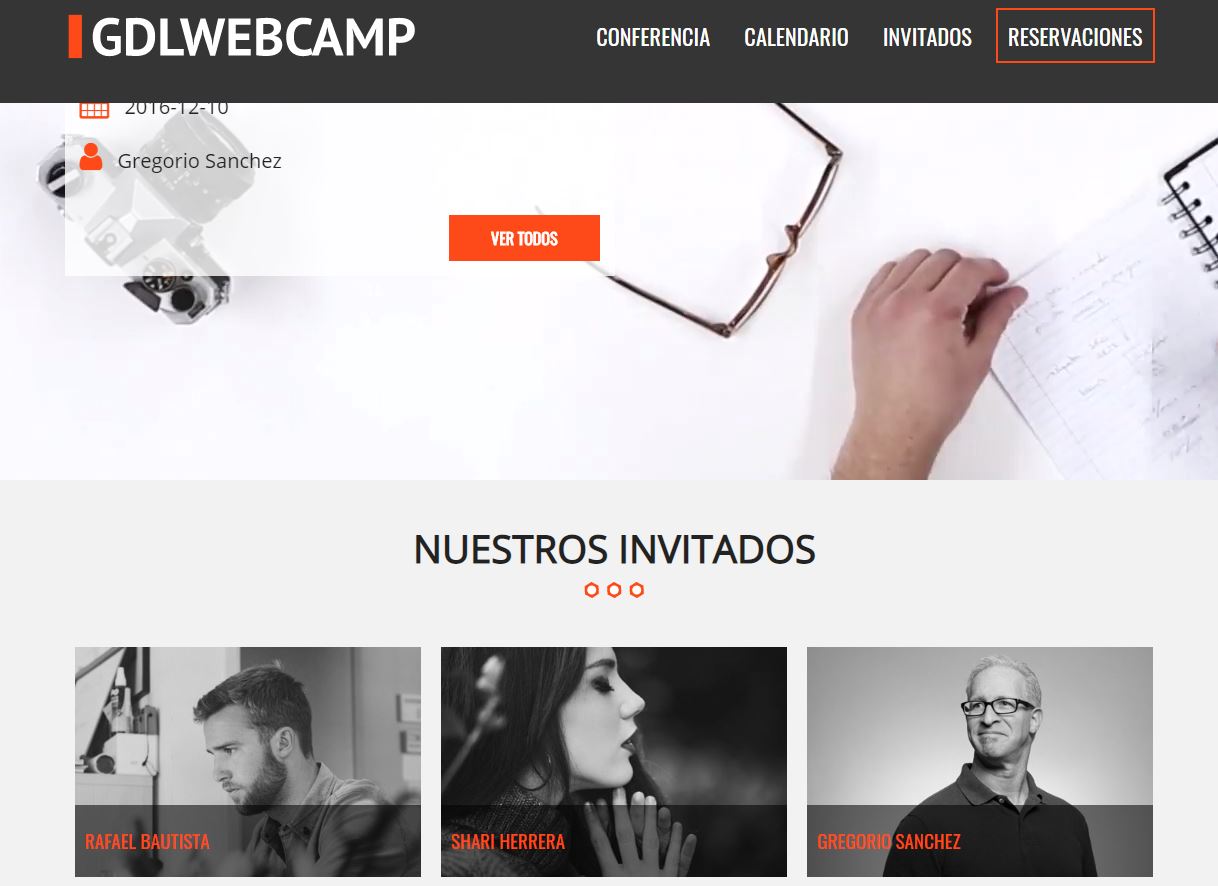 GDLWEBCAMP
CONFERENCIA CALENDARIO INVITADOS RESERVACIONES
2016-12-10
Gregorio Sanchez
VER TODOS
NUESTROS INVITADOS
RAFAEL BAUTISTA
SHARI HERRERA
GREGORIO SANCHEZ